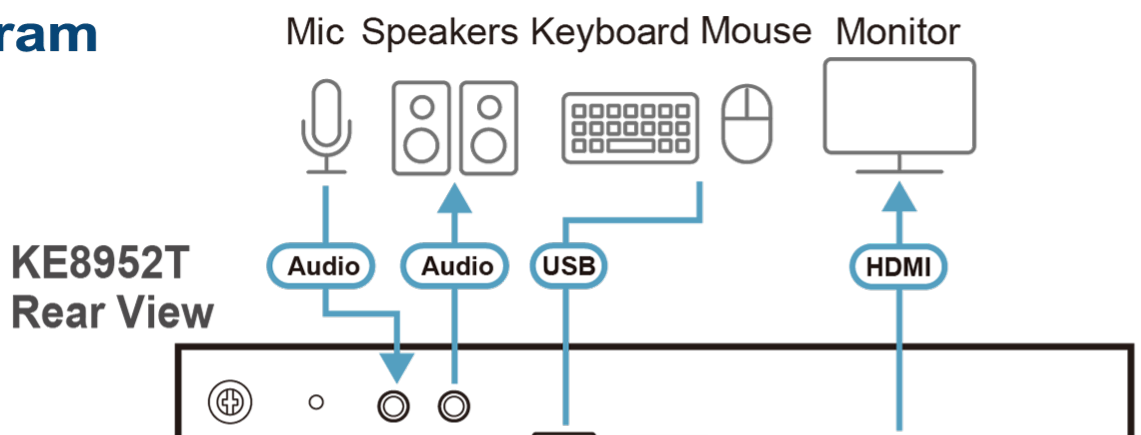 ram
Mic Speakers Keyboard Mouse Monitor
KE8952T
Rear View
Audio Audio USB HDMI